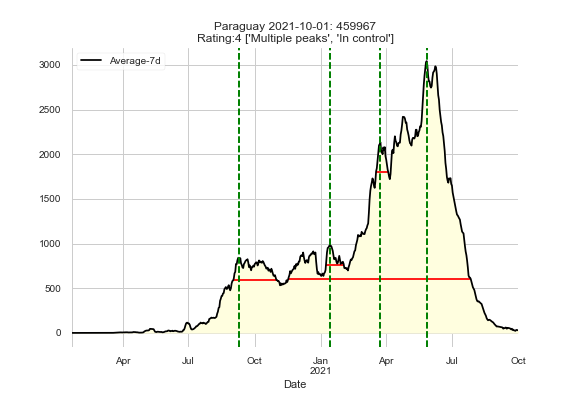 Paraguay 2021-10-01: 459967
Rating:4 ['Multiple peaks', 'In control']
Average-7d
3000
2500
2000
1500
1000
500
0
Apr
Jul
Oct
Jan
2021
Apr
Jul
Oct
Date